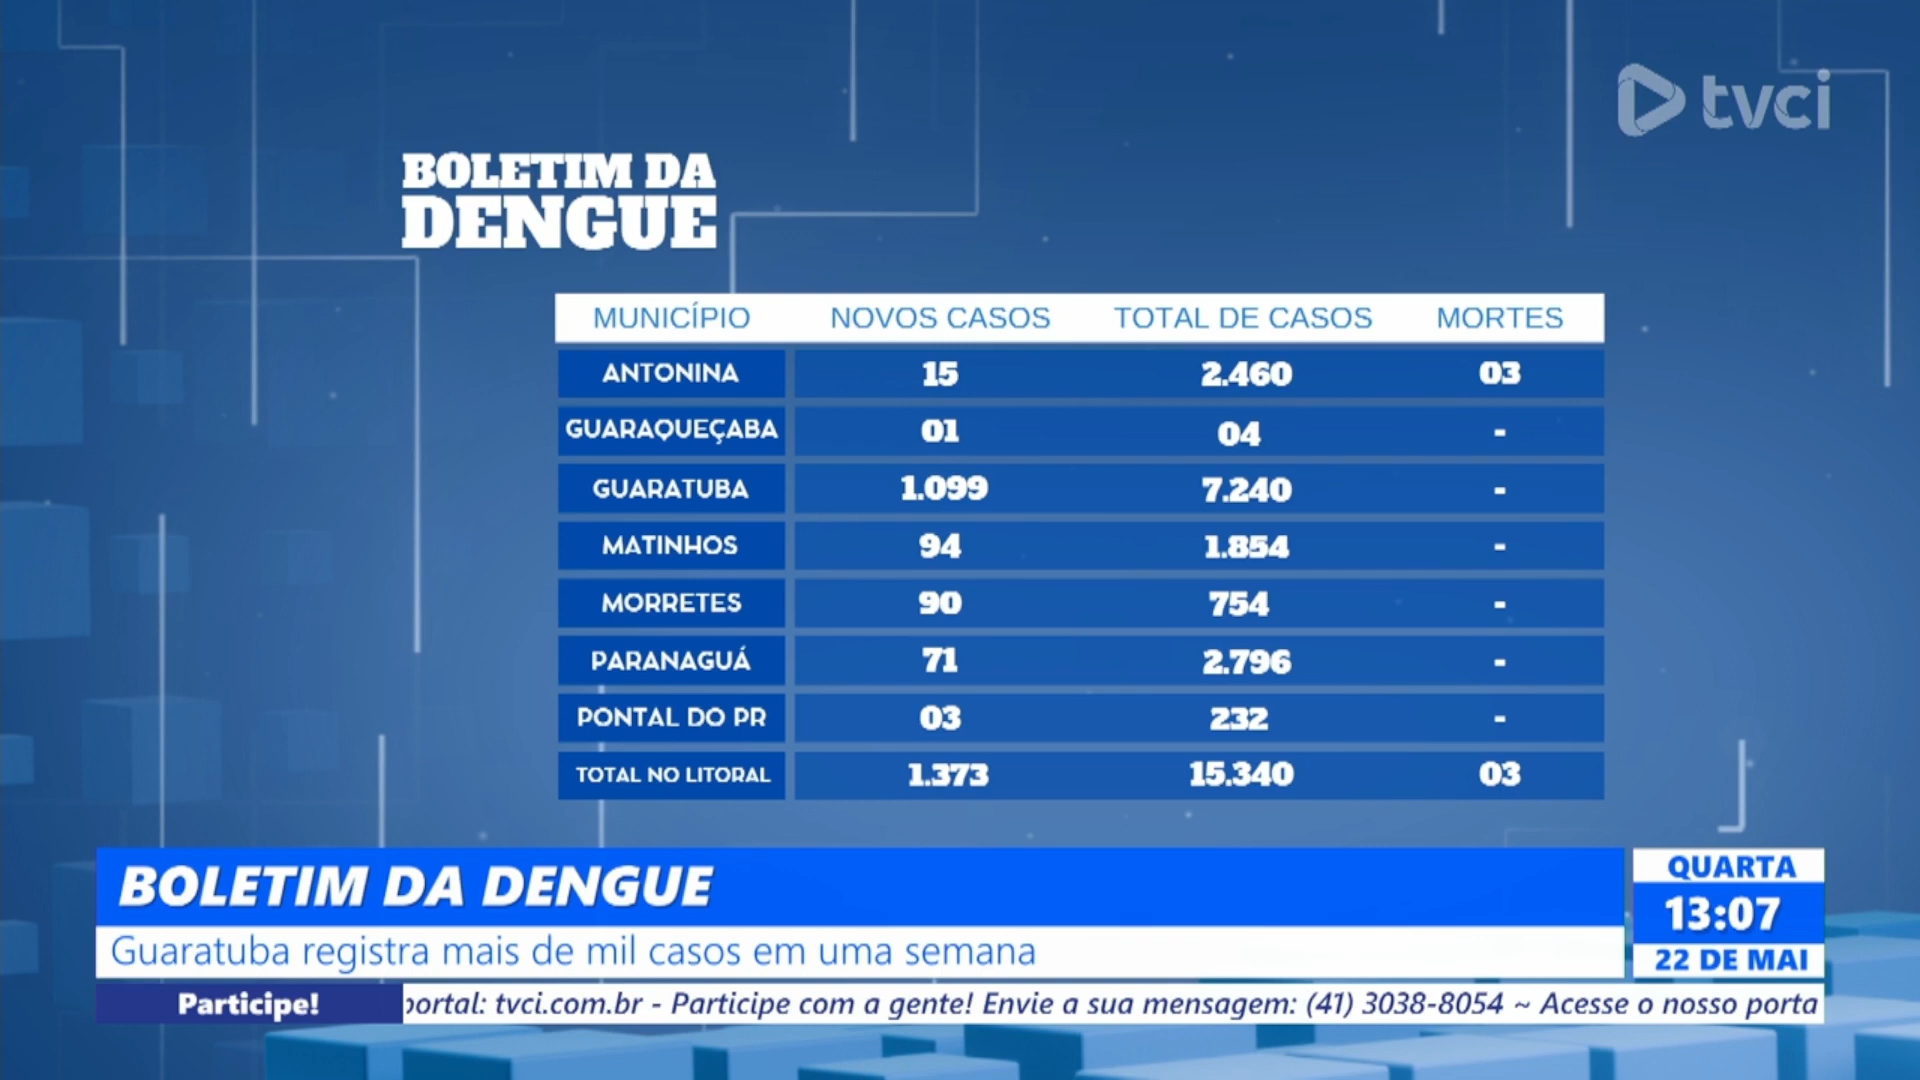 tvci
BOLETIM DA
DENGUE
MUNICÍPIO NOVOS CASOS TOTAL DE CASOS MORTES
ANTONINA 15 2.460 03
GUARAQUEÇABA 01 04 -
GUARATUBA 1.099 7.240 -
MATINHOS 94 1.854 -
MORRETES 90 754 -
PARANAGUÁ 71 2.796 -
PONTAL DO PR 03 232 -
TOTAL NO LITORAL 1.373 15.340 03
BOLETIM DA DENGUE
Guaratuba registra mais de mil casos em uma semana
QUARTA
13:07
22 DE MAI
Participe! portal: tvci.com.br - Participe com a gente! Envie a sua mensagem: (41) 3038-8054 ~ Acesse o nosso porta